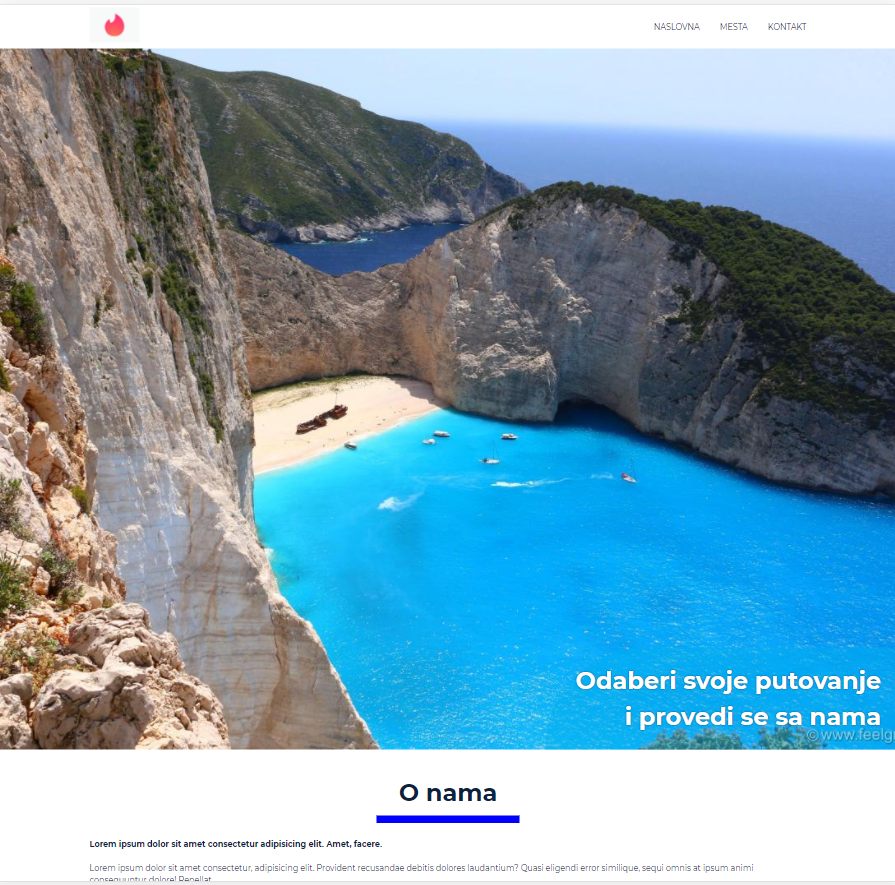 NASLOVNA MESTA KONTAKT
Odaberi svoje putovanje
i provedi se sa nama
©www.feelg
O nama
Lorem ipsum dolor sit amet consectetur adipisicing elit. Amet, facere.
Lorem ipsum dolor sit amet consectetur, adipisicing elit. Provident recusandae debitis dolores laudantium? Quasi eligendi error similique, sequi omnis at ipsum animi
consequuntur dolore! Repellat